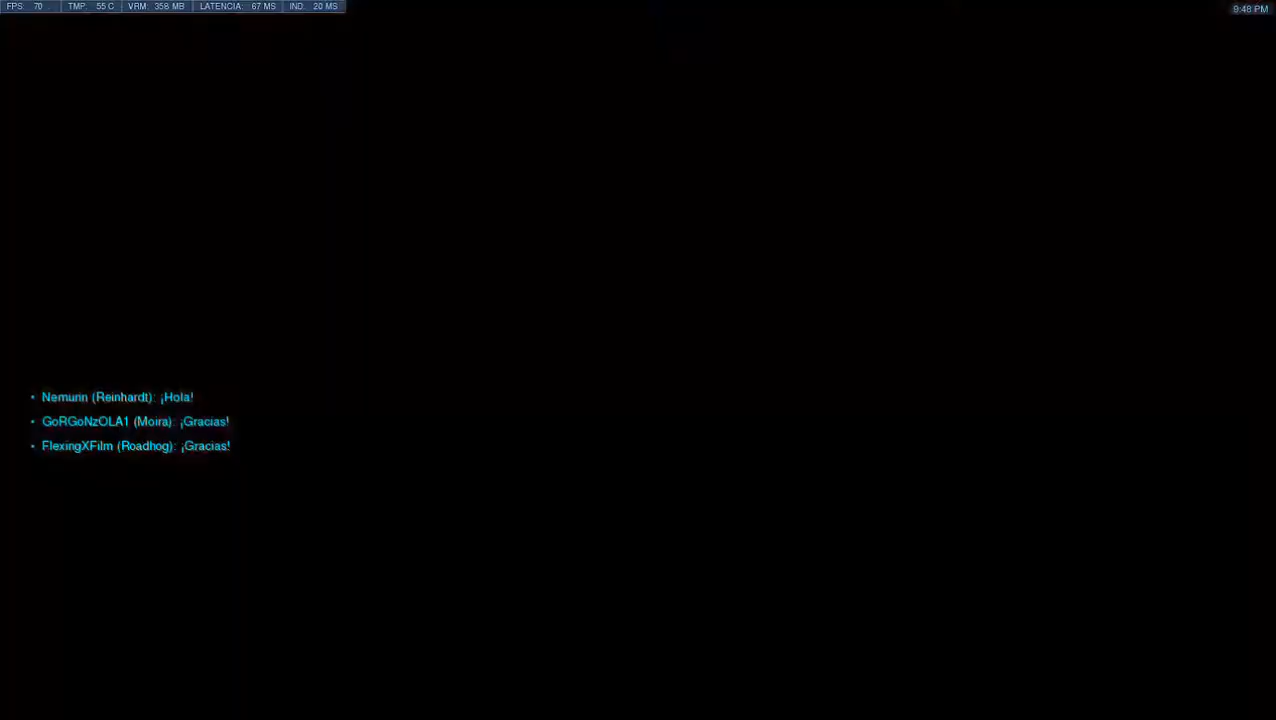 FPS: 70 TMP: 55 C VRM: 358 MB LATENCIA: 67 MS IND: 20 MS
9:48 PM
• Nemurin (Reinhardt): ¡Hola!
• GoRGoNzOLA1 (Moira): ¡Gracias!
• FlexingXFilm (Roadhog): ¡Gracias!